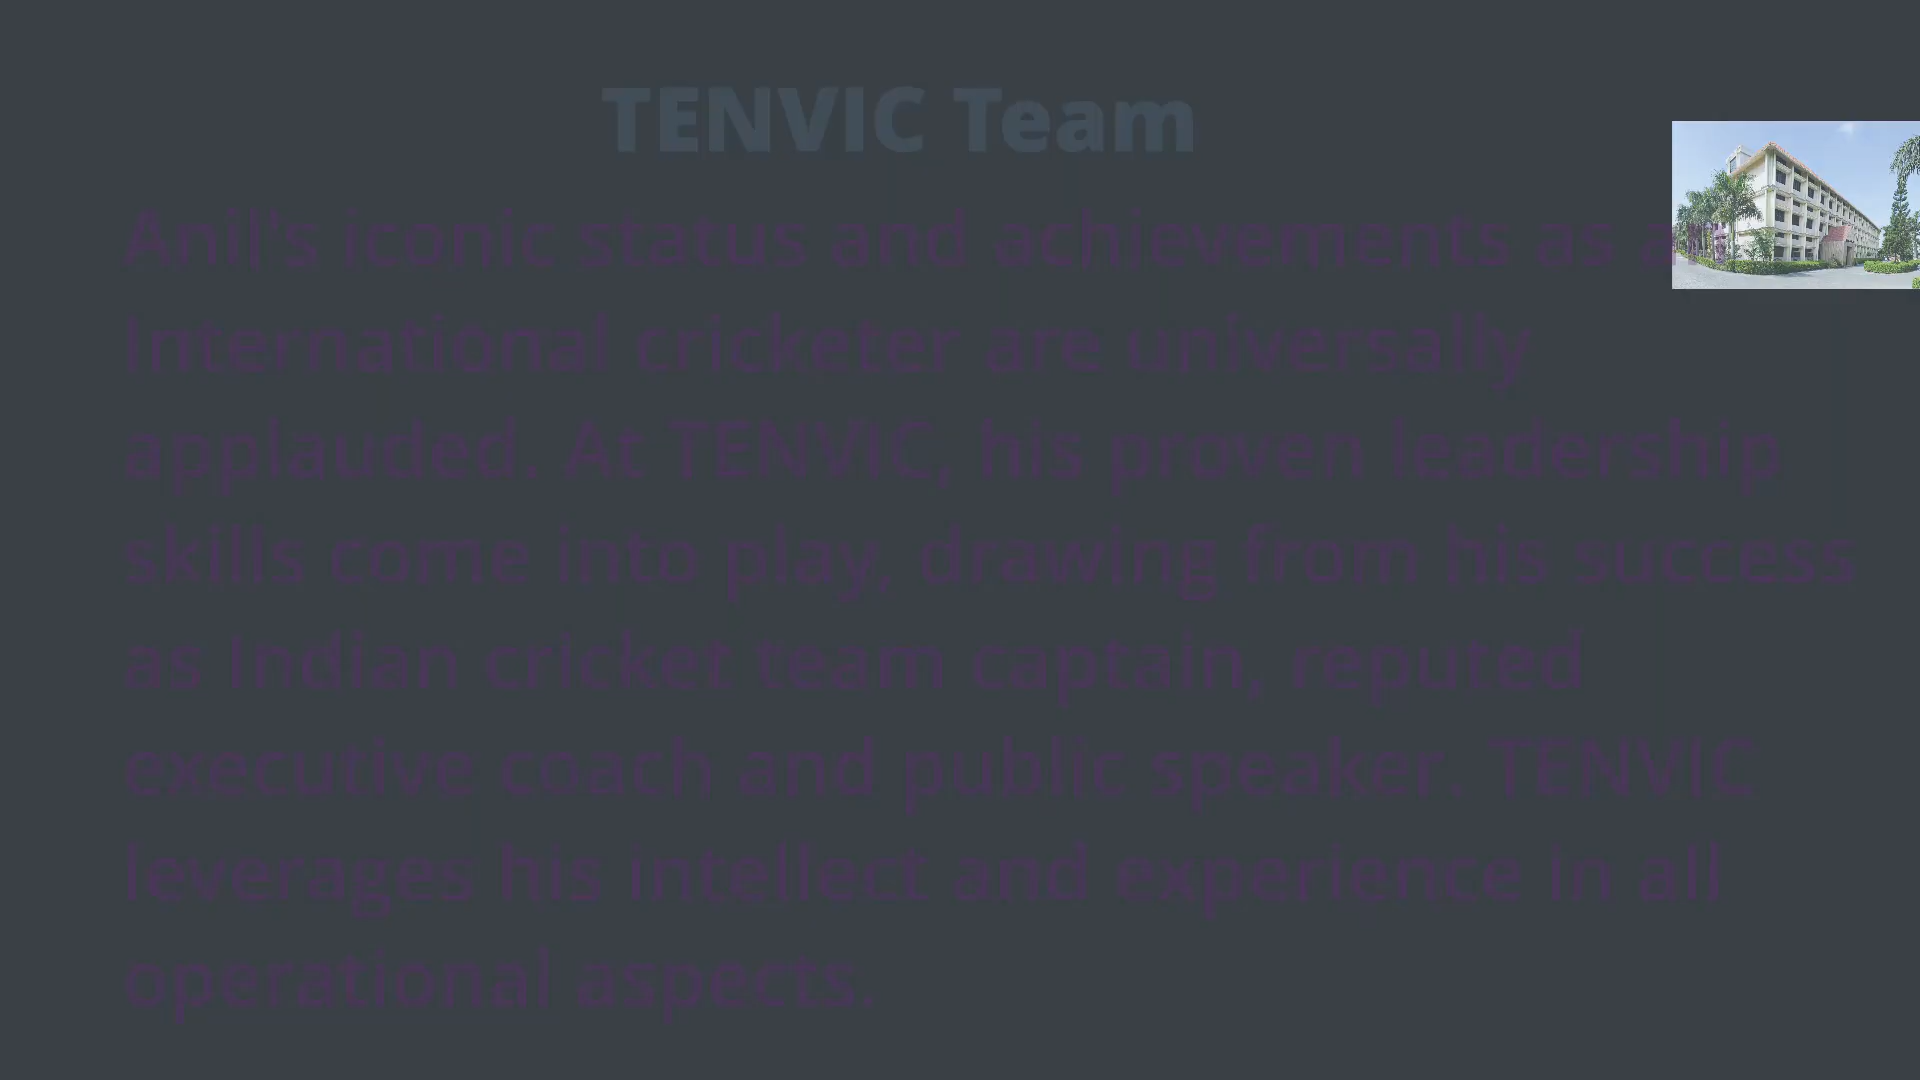 TENVIC Team
Anil's iconic status and achievements as an
International cricketer are universally
applauded. At TENVIC, his proven leadership
skills come into play, drawing from his success
as Indian cricket team captain, reputed
executive coach and public speaker. TENVIC
leverages his intellect and experience in all
operational aspects.